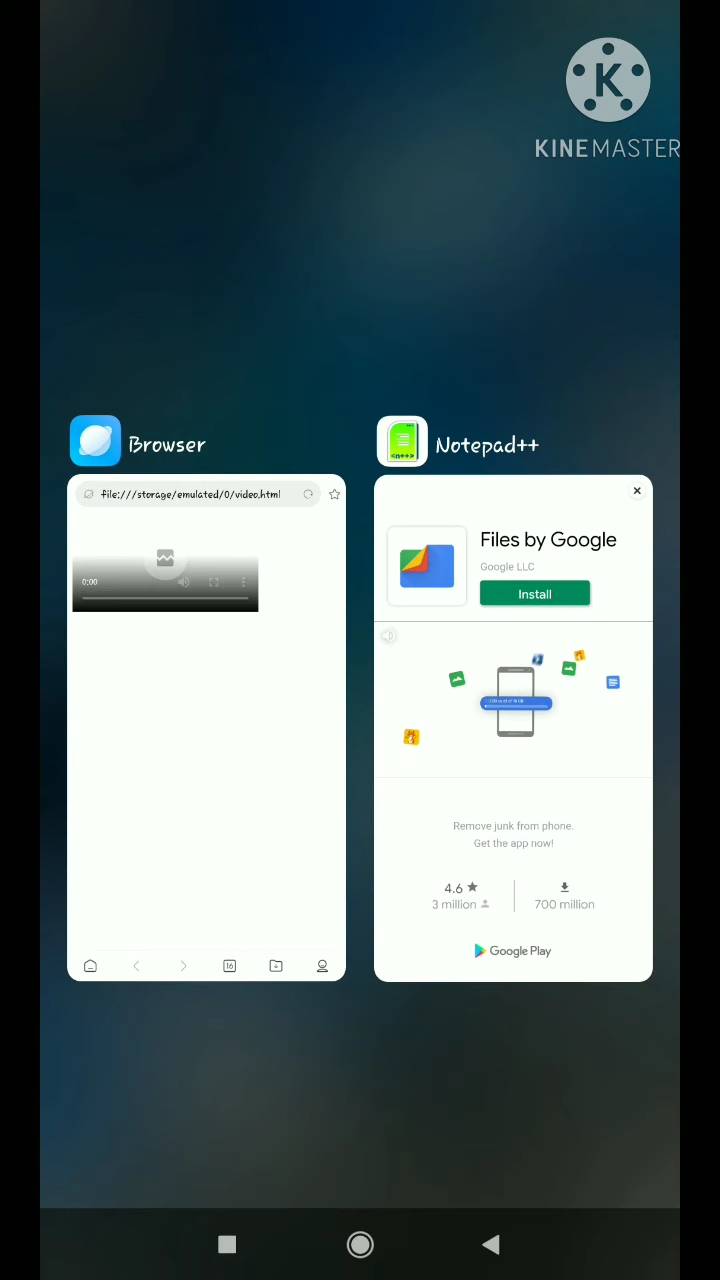 K
KINEMASTER
Browser
Notepad++
file:///storage/emulated/0/video.html
0:00
16
<n++>
Files by Google
Google LLC
Install
Remove junk from phone.
Get the app now!
4.6
3 million
700 million
Google Play